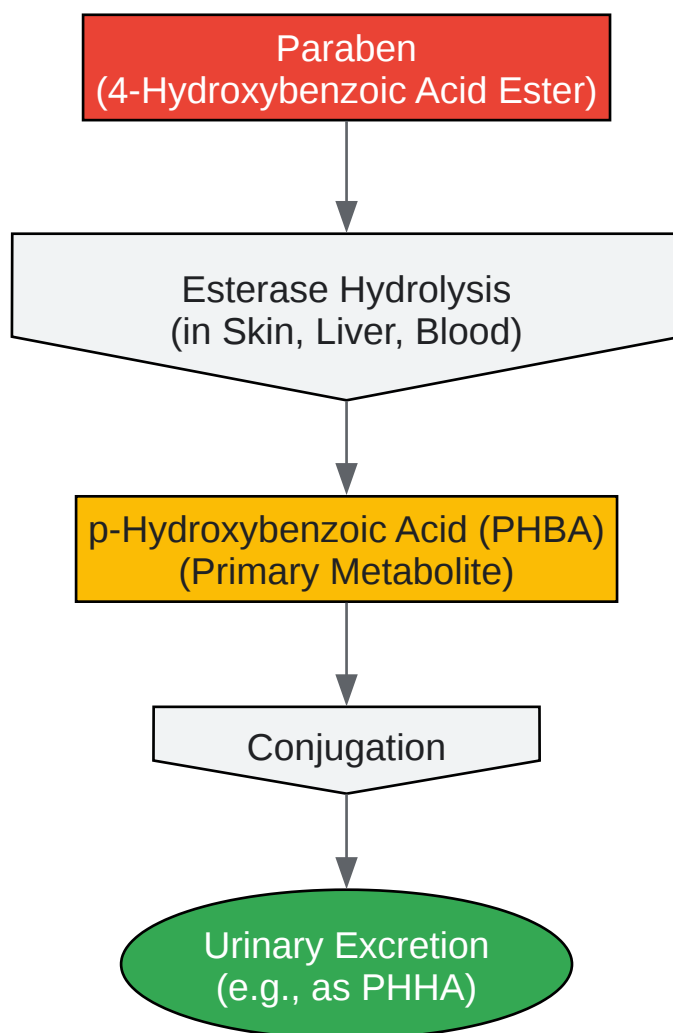 Paraben
(4-Hydroxybenzoic Acid Ester)
Esterase Hydrolysis
(in Skin, Liver, Blood)
p-Hydroxybenzoic Acid (PHBA)
(Primary Metabolite)
Conjugation
Urinary Excretion
(e.g., as PHHA)